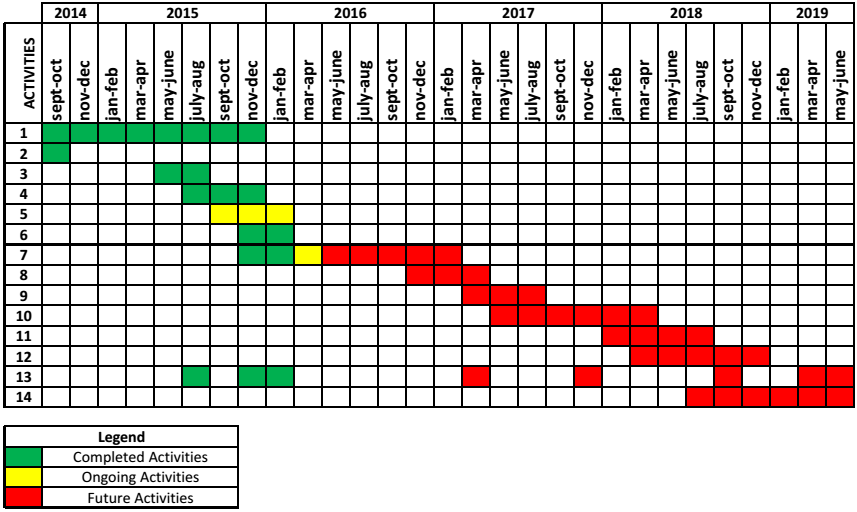 2014 2015 2016 2017 2018 2019
ACTIVITIES sept-oct nov-dec jan-feb mar-apr may-june july-aug sept-oct nov-dec jan-feb mar-apr may-june july-aug sept-oct nov-dec jan-feb mar-apr may-june july-aug sept-oct nov-dec jan-feb mar-apr may-june july-aug sept-oct nov-dec jan-feb mar-apr may-june
1
2
3
4
5
6
7
8
9
10
11
12
13
14
Legend
Completed Activities
Ongoing Activities
Future Activities